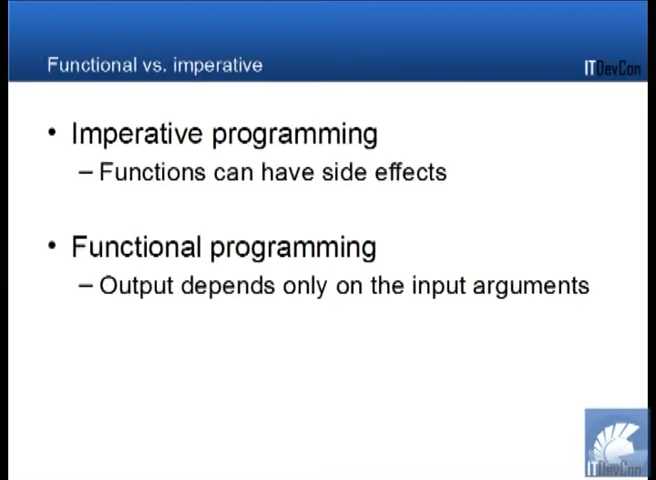 Functional vs. imperative
ITDevCon
• Imperative programming
– Functions can have side effects
• Functional programming
– Output depends only on the input arguments
ITDevCon